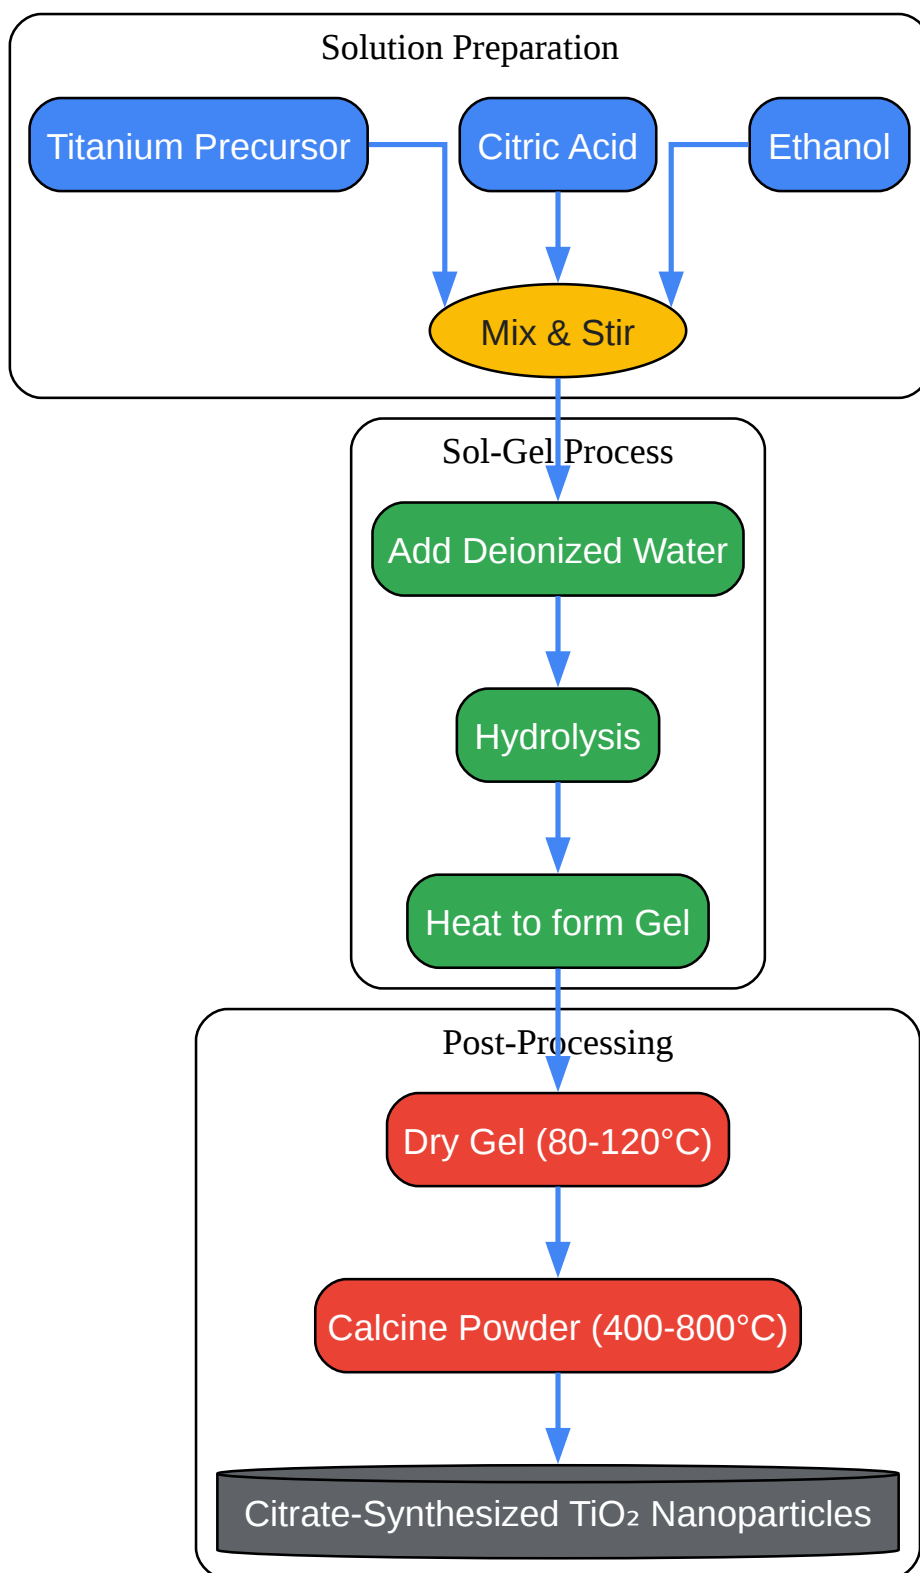 Solution Preparation
Titanium Precursor
Citric Acid
Ethanol
Mix & Stir
Sol-Gel Process
Add Deionized Water
Hydrolysis
Heat to form Gel
Post-Processing
Dry Gel (80-120°C)
Calcine Powder (400-800°C)
Citrate-Synthesized TiO₂ Nanoparticles